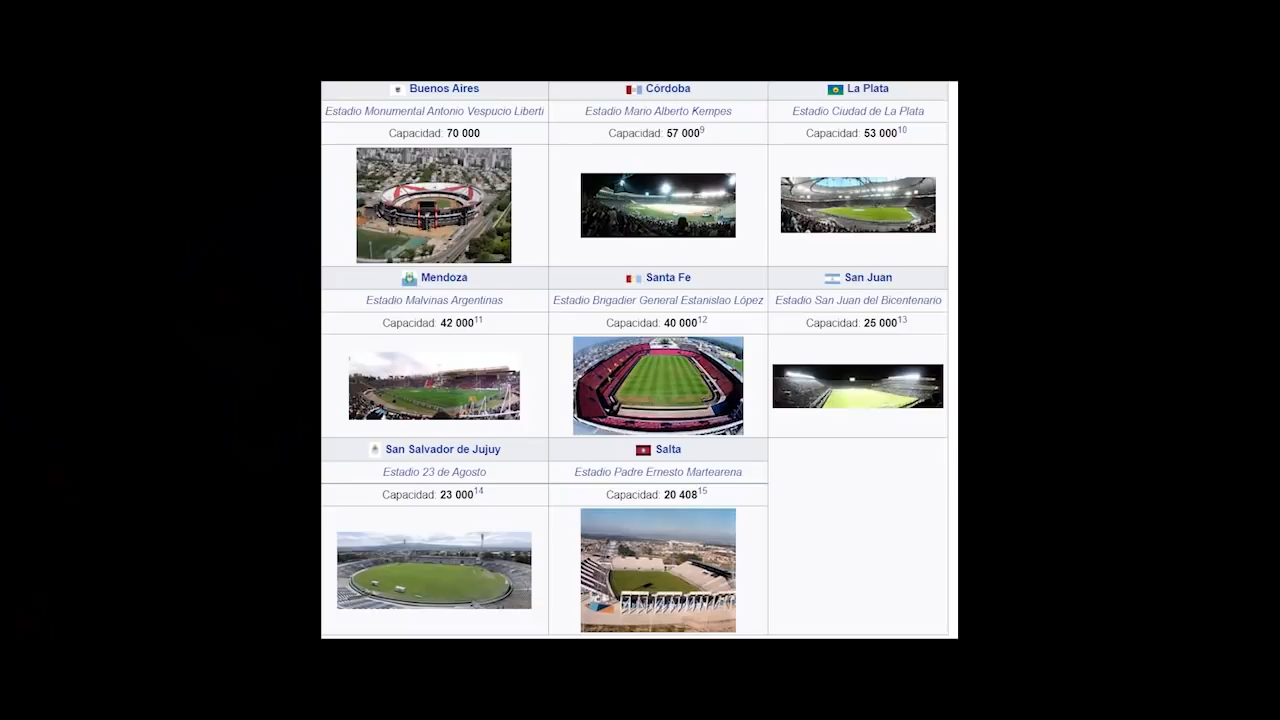 Buenos Aires
Córdoba
La Plata
Estadio Monumental Antonio Vespucio Liberti
Estadio Mario Alberto Kempes
Estadio Ciudad de La Plata
Capacidad: 70 000
Capacidad: 57 000⁹
Capacidad: 53 000¹⁰
Mendoza
Santa Fe
San Juan
Estadio Malvinas Argentinas
Estadio Brigadier General Estanislao López
Estadio San Juan del Bicentenario
Capacidad: 42 000¹¹
Capacidad: 40 000¹²
Capacidad: 25 000¹³
San Salvador de Jujuy
Salta
Estadio 23 de Agosto
Estadio Padre Ernesto Martearena
Capacidad: 23 000¹⁴
Capacidad: 20 408¹⁵